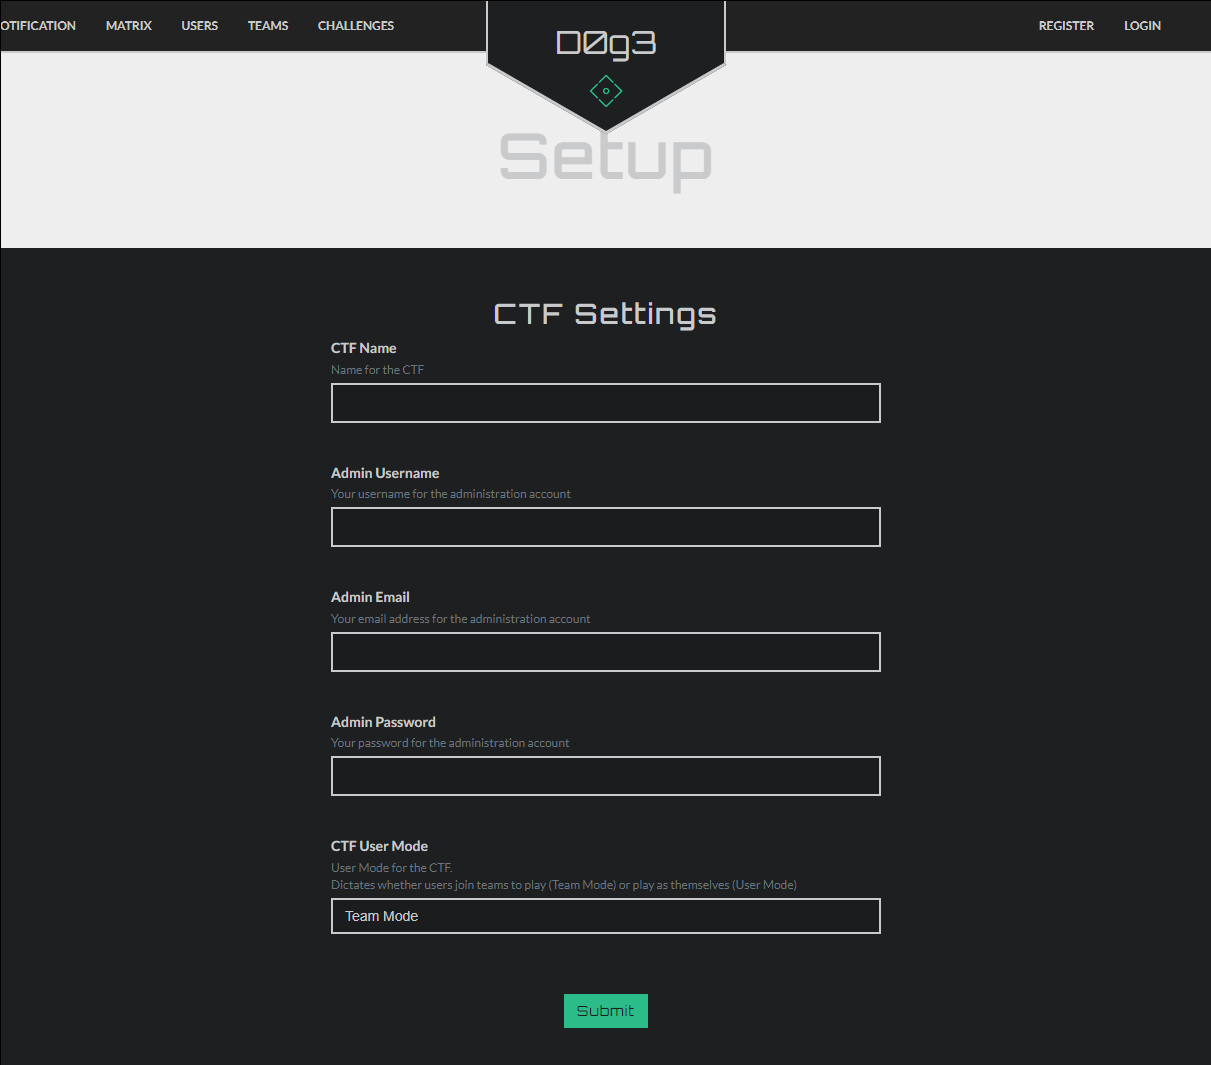 OTIFICATION MATRIX USERS TEAMS CHALLENGES D0g3 REGISTER LOGIN
Setup
CTF Settings
CTF Name
Name for the CTF
Admin Username
Your username for the administration account
Admin Email
Your email address for the administration account
Admin Password
Your password for the administration account
CTF User Mode
User Mode for the CTF.
Dictates whether users join teams to play (Team Mode) or play as themselves (User Mode)
Team Mode
Submit